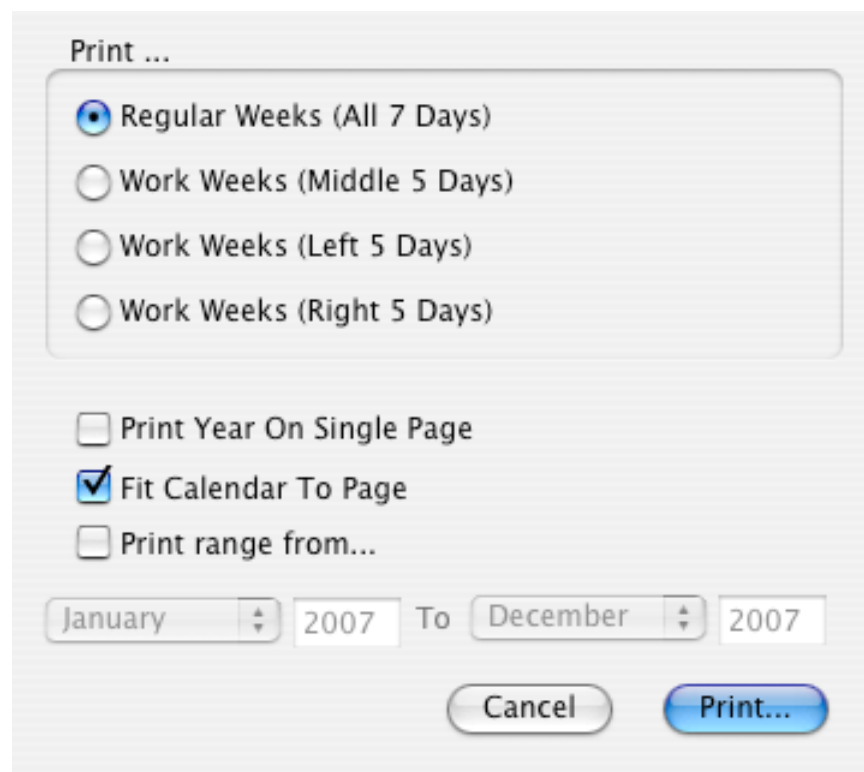 Print ...
Regular Weeks (All 7 Days)
Work Weeks (Middle 5 Days)
Work Weeks (Left 5 Days)
Work Weeks (Right 5 Days)
Print Year On Single Page
Fit Calendar To Page
Print range from...
January 2007 To December 2007
Cancel Print...